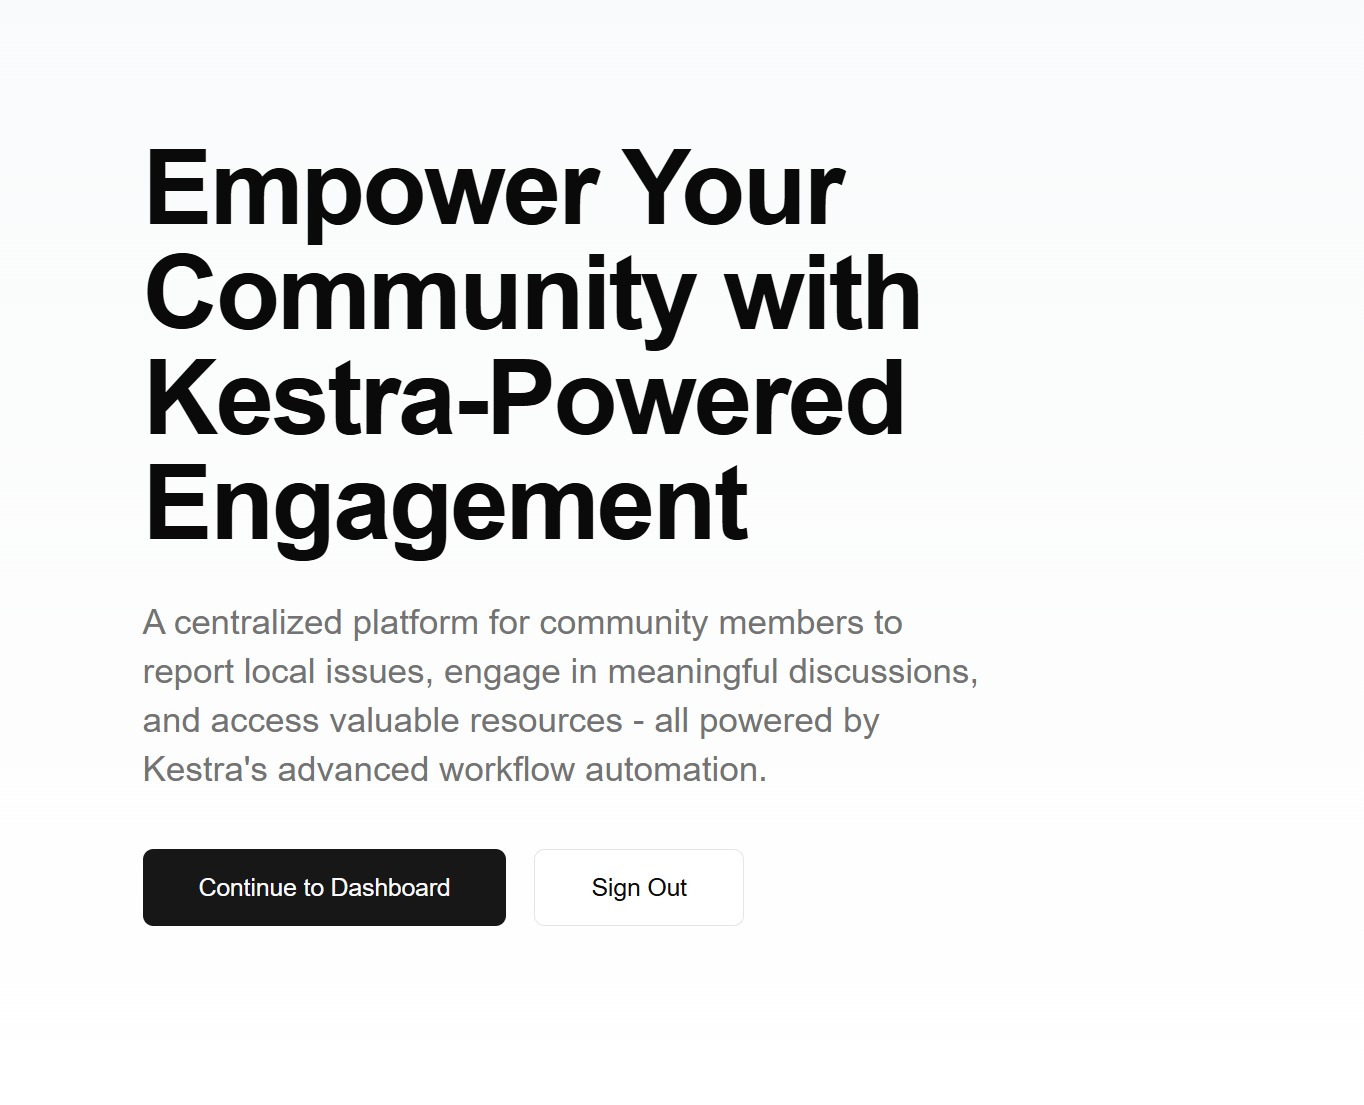 Empower Your
Community with
Kestra-Powered
Engagement
A centralized platform for community members to
report local issues, engage in meaningful discussions,
and access valuable resources - all powered by
Kestra's advanced workflow automation.
Continue to Dashboard
Sign Out